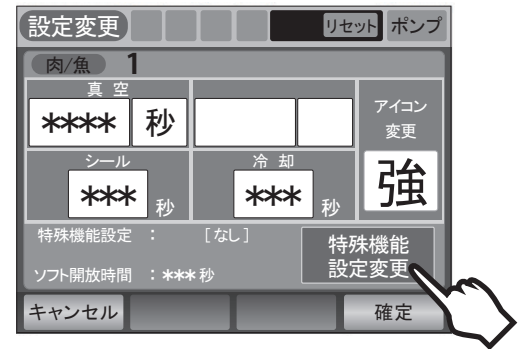 設定変更 リセット ポンプ
肉/魚 1
真空
**** 秒
アイコン
変更
強
シール
*** 秒
冷却
*** 秒
特殊機能設定 : [なし]
ソフト開放時間 : ***秒
特殊機能
設定変更
キャンセル 確定